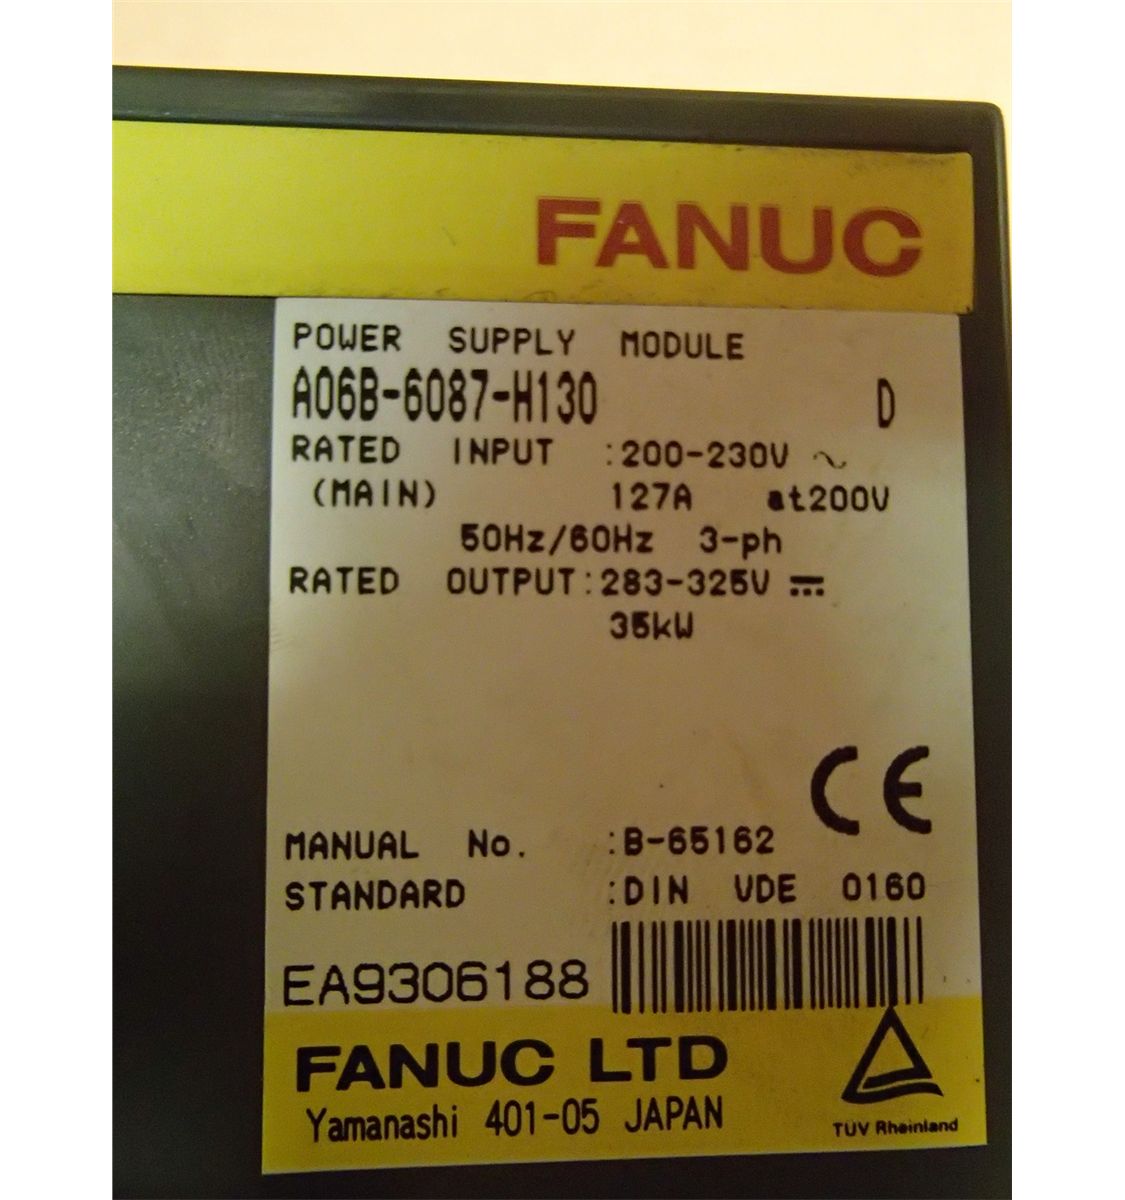 FANUC
POWER SUPPLY MODULE
A06B-6087-H130 D
RATED INPUT :200-230V ~
(MAIN) 127A at200V
50Hz/60Hz 3-ph
RATED OUTPUT:283-325V ⎓
35kW
CE
MANUAL No. :B-65162
STANDARD :DIN VDE 0160
EA9306188
FANUC LTD
Yamanashi 401-05 JAPAN
TUV Rheinland